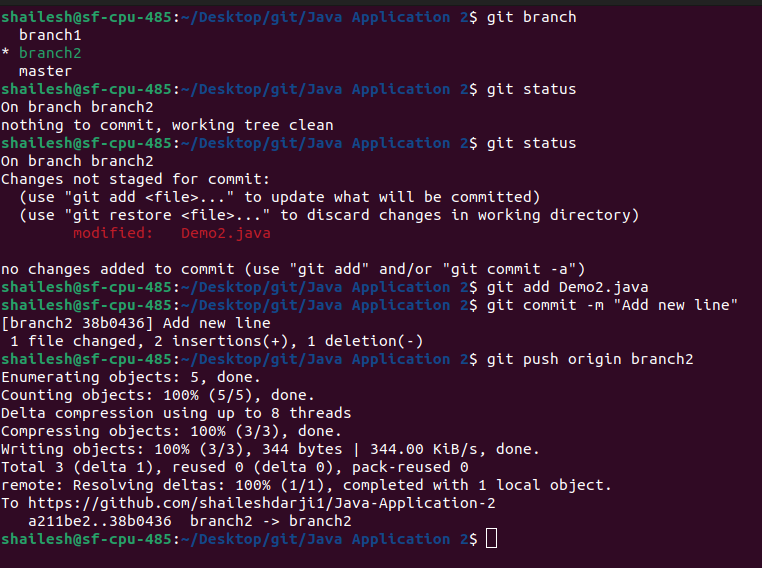 shailesh@sf-cpu-485:~/Desktop/git/Java Application 2$ git branch
  branch1
* branch2
  master
shailesh@sf-cpu-485:~/Desktop/git/Java Application 2$ git status
On branch branch2
nothing to commit, working tree clean
shailesh@sf-cpu-485:~/Desktop/git/Java Application 2$ git status
On branch branch2
Changes not staged for commit:
  (use "git add <file>..." to update what will be committed)
  (use "git restore <file>..." to discard changes in working directory)
        modified:   Demo2.java

no changes added to commit (use "git add" and/or "git commit -a")
shailesh@sf-cpu-485:~/Desktop/git/Java Application 2$ git add Demo2.java
shailesh@sf-cpu-485:~/Desktop/git/Java Application 2$ git commit -m "Add new line"
[branch2 38b0436] Add new line
 1 file changed, 2 insertions(+), 1 deletion(-)
shailesh@sf-cpu-485:~/Desktop/git/Java Application 2$ git push origin branch2
Enumerating objects: 5, done.
Counting objects: 100% (5/5), done.
Delta compression using up to 8 threads
Compressing objects: 100% (3/3), done.
Writing objects: 100% (3/3), 344 bytes | 344.00 KiB/s, done.
Total 3 (delta 1), reused 0 (delta 0), pack-reused 0
remote: Resolving deltas: 100% (1/1), completed with 1 local object.
To https://github.com/shaileshdarji1/Java-Application-2
   a211be2..38b0436  branch2 -> branch2
shailesh@sf-cpu-485:~/Desktop/git/Java Application 2$